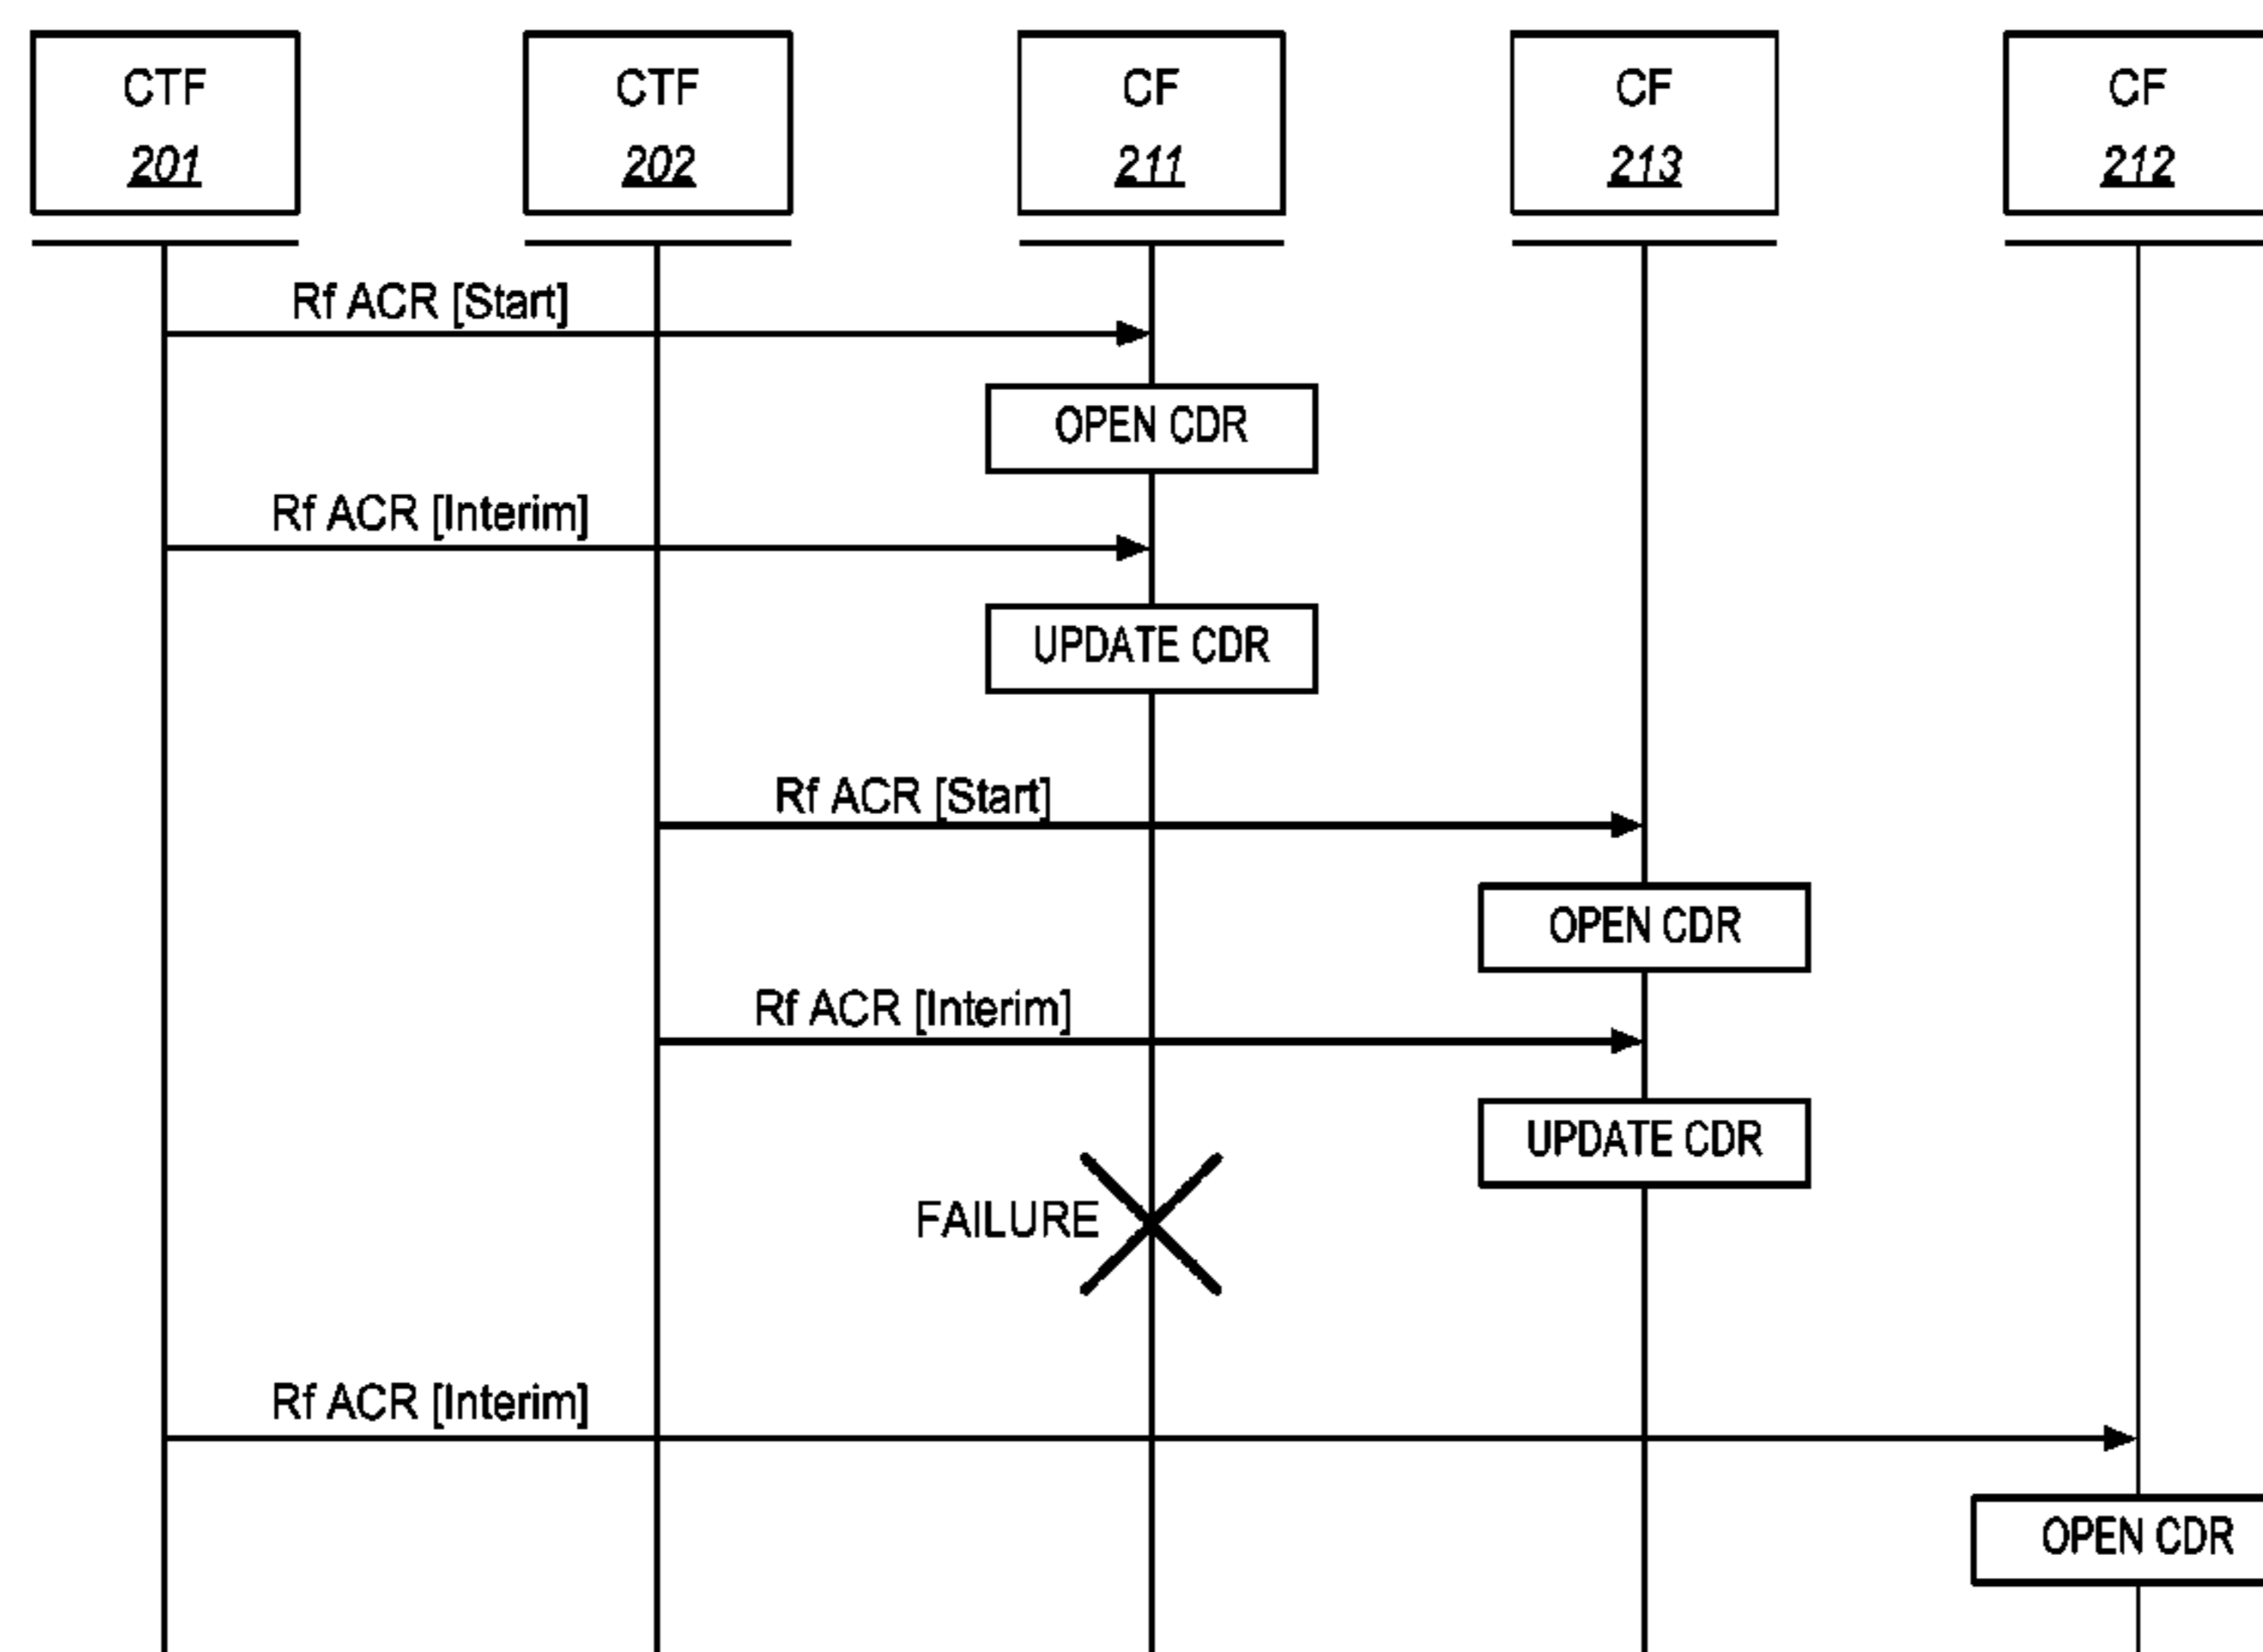 CTF
201
CTF
202
CF
211
CF
213
CF
212
Rf ACR [Start]
OPEN CDR
Rf ACR [Interim]
UPDATE CDR
Rf ACR [Start]
OPEN CDR
Rf ACR [Interim]
UPDATE CDR
FAILURE
Rf ACR [Interim]
OPEN CDR